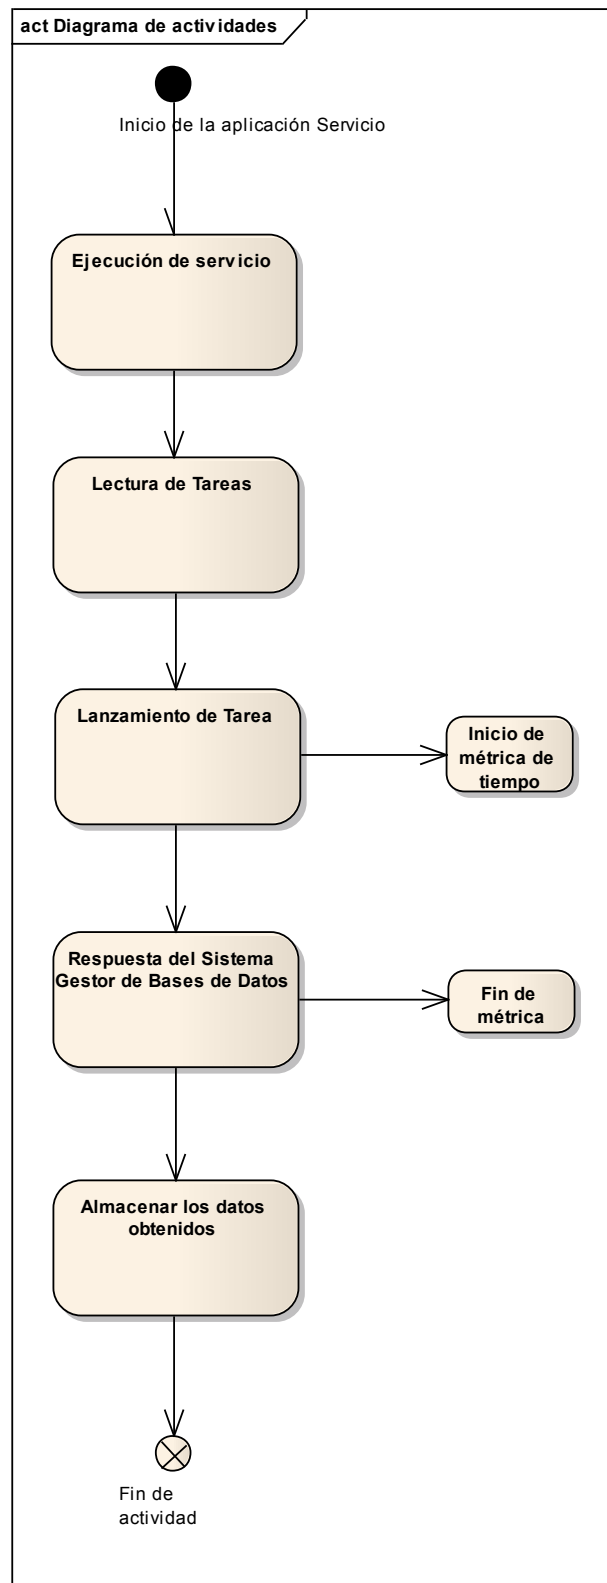 act Diagrama de actividades
Inicio de la aplicación Servicio
Ejecución de servicio
Lectura de Tareas
Lanzamiento de Tarea
Inicio de
métrica de
tiempo
Respuesta del Sistema
Gestor de Bases de Datos
Fin de
métrica
Almacenar los datos
obtenidos
Fin de
actividad